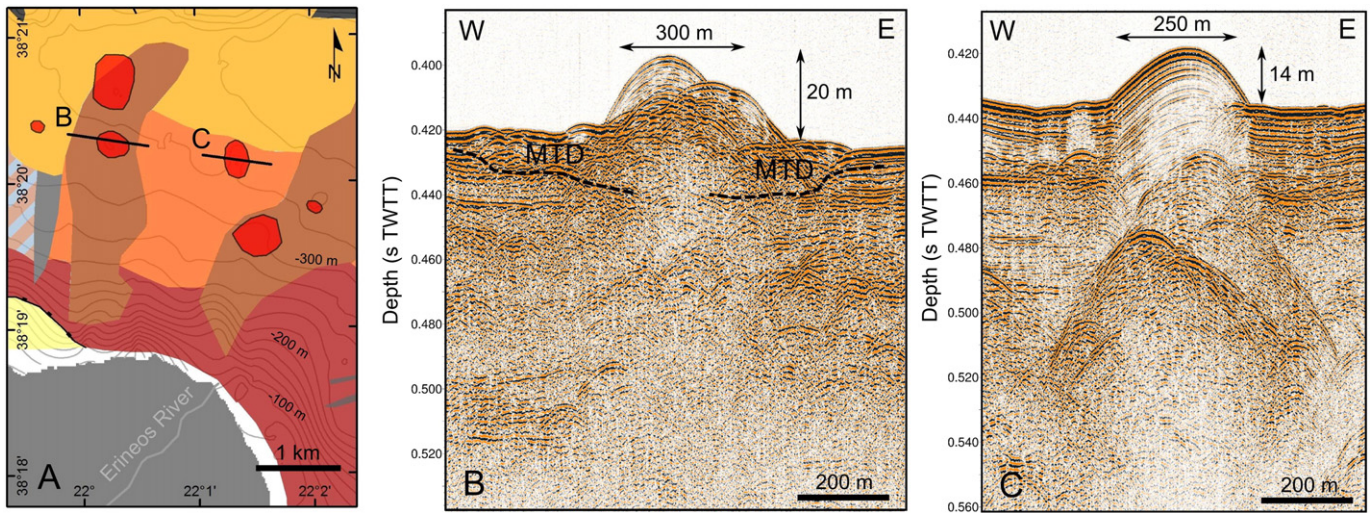 38°21'
N
B
C
38°20'
-300 m
38°19'
-200 m
-100 m
Erineos River
1 km
38°18'
A
22°
22°1'
22°2'
W
E
300 m
20 m
Depth (s TWTT)
0.400
0.420
0.440
0.460
0.480
0.500
0.520
MTD
MTD
B
200 m
W
E
250 m
14 m
Depth (s TWTT)
0.420
0.440
0.460
0.480
0.500
0.520
0.540
0.560
C
200 m